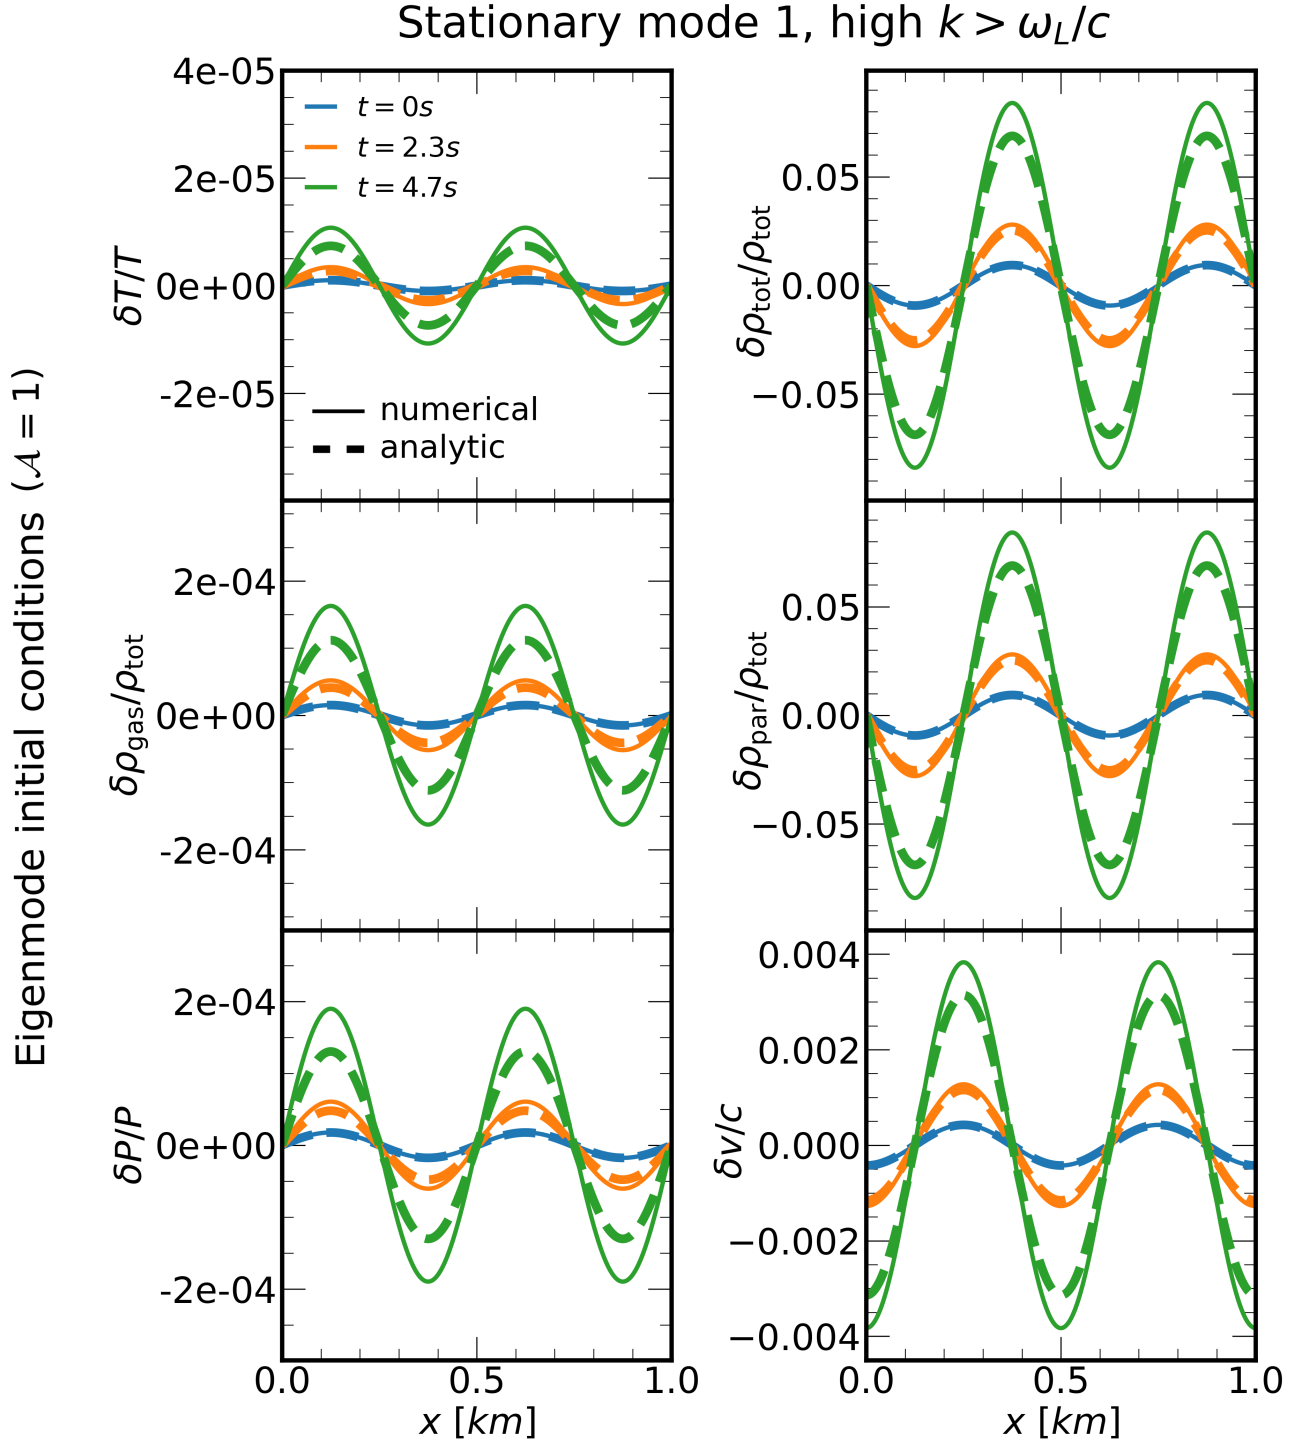 Stationary mode 1, high k > ω_L/c
Eigenmode initial conditions (𝒜 = 1)
4e-05
2e-05
0e+00
-2e-05
δT/T
t = 0s
t = 2.3s
t = 4.7s
numerical
analytic
0.05
0.00
−0.05
δρ_tot/ρ_tot
2e-04
0e+00
-2e-04
δρ_gas/ρ_tot
0.05
0.00
−0.05
δρ_par/ρ_tot
2e-04
0e+00
-2e-04
δP/P
0.0
0.5
1.0
x [km]
0.004
0.002
0.000
−0.002
−0.004
δv/c
0.0
0.5
1.0
x [km]